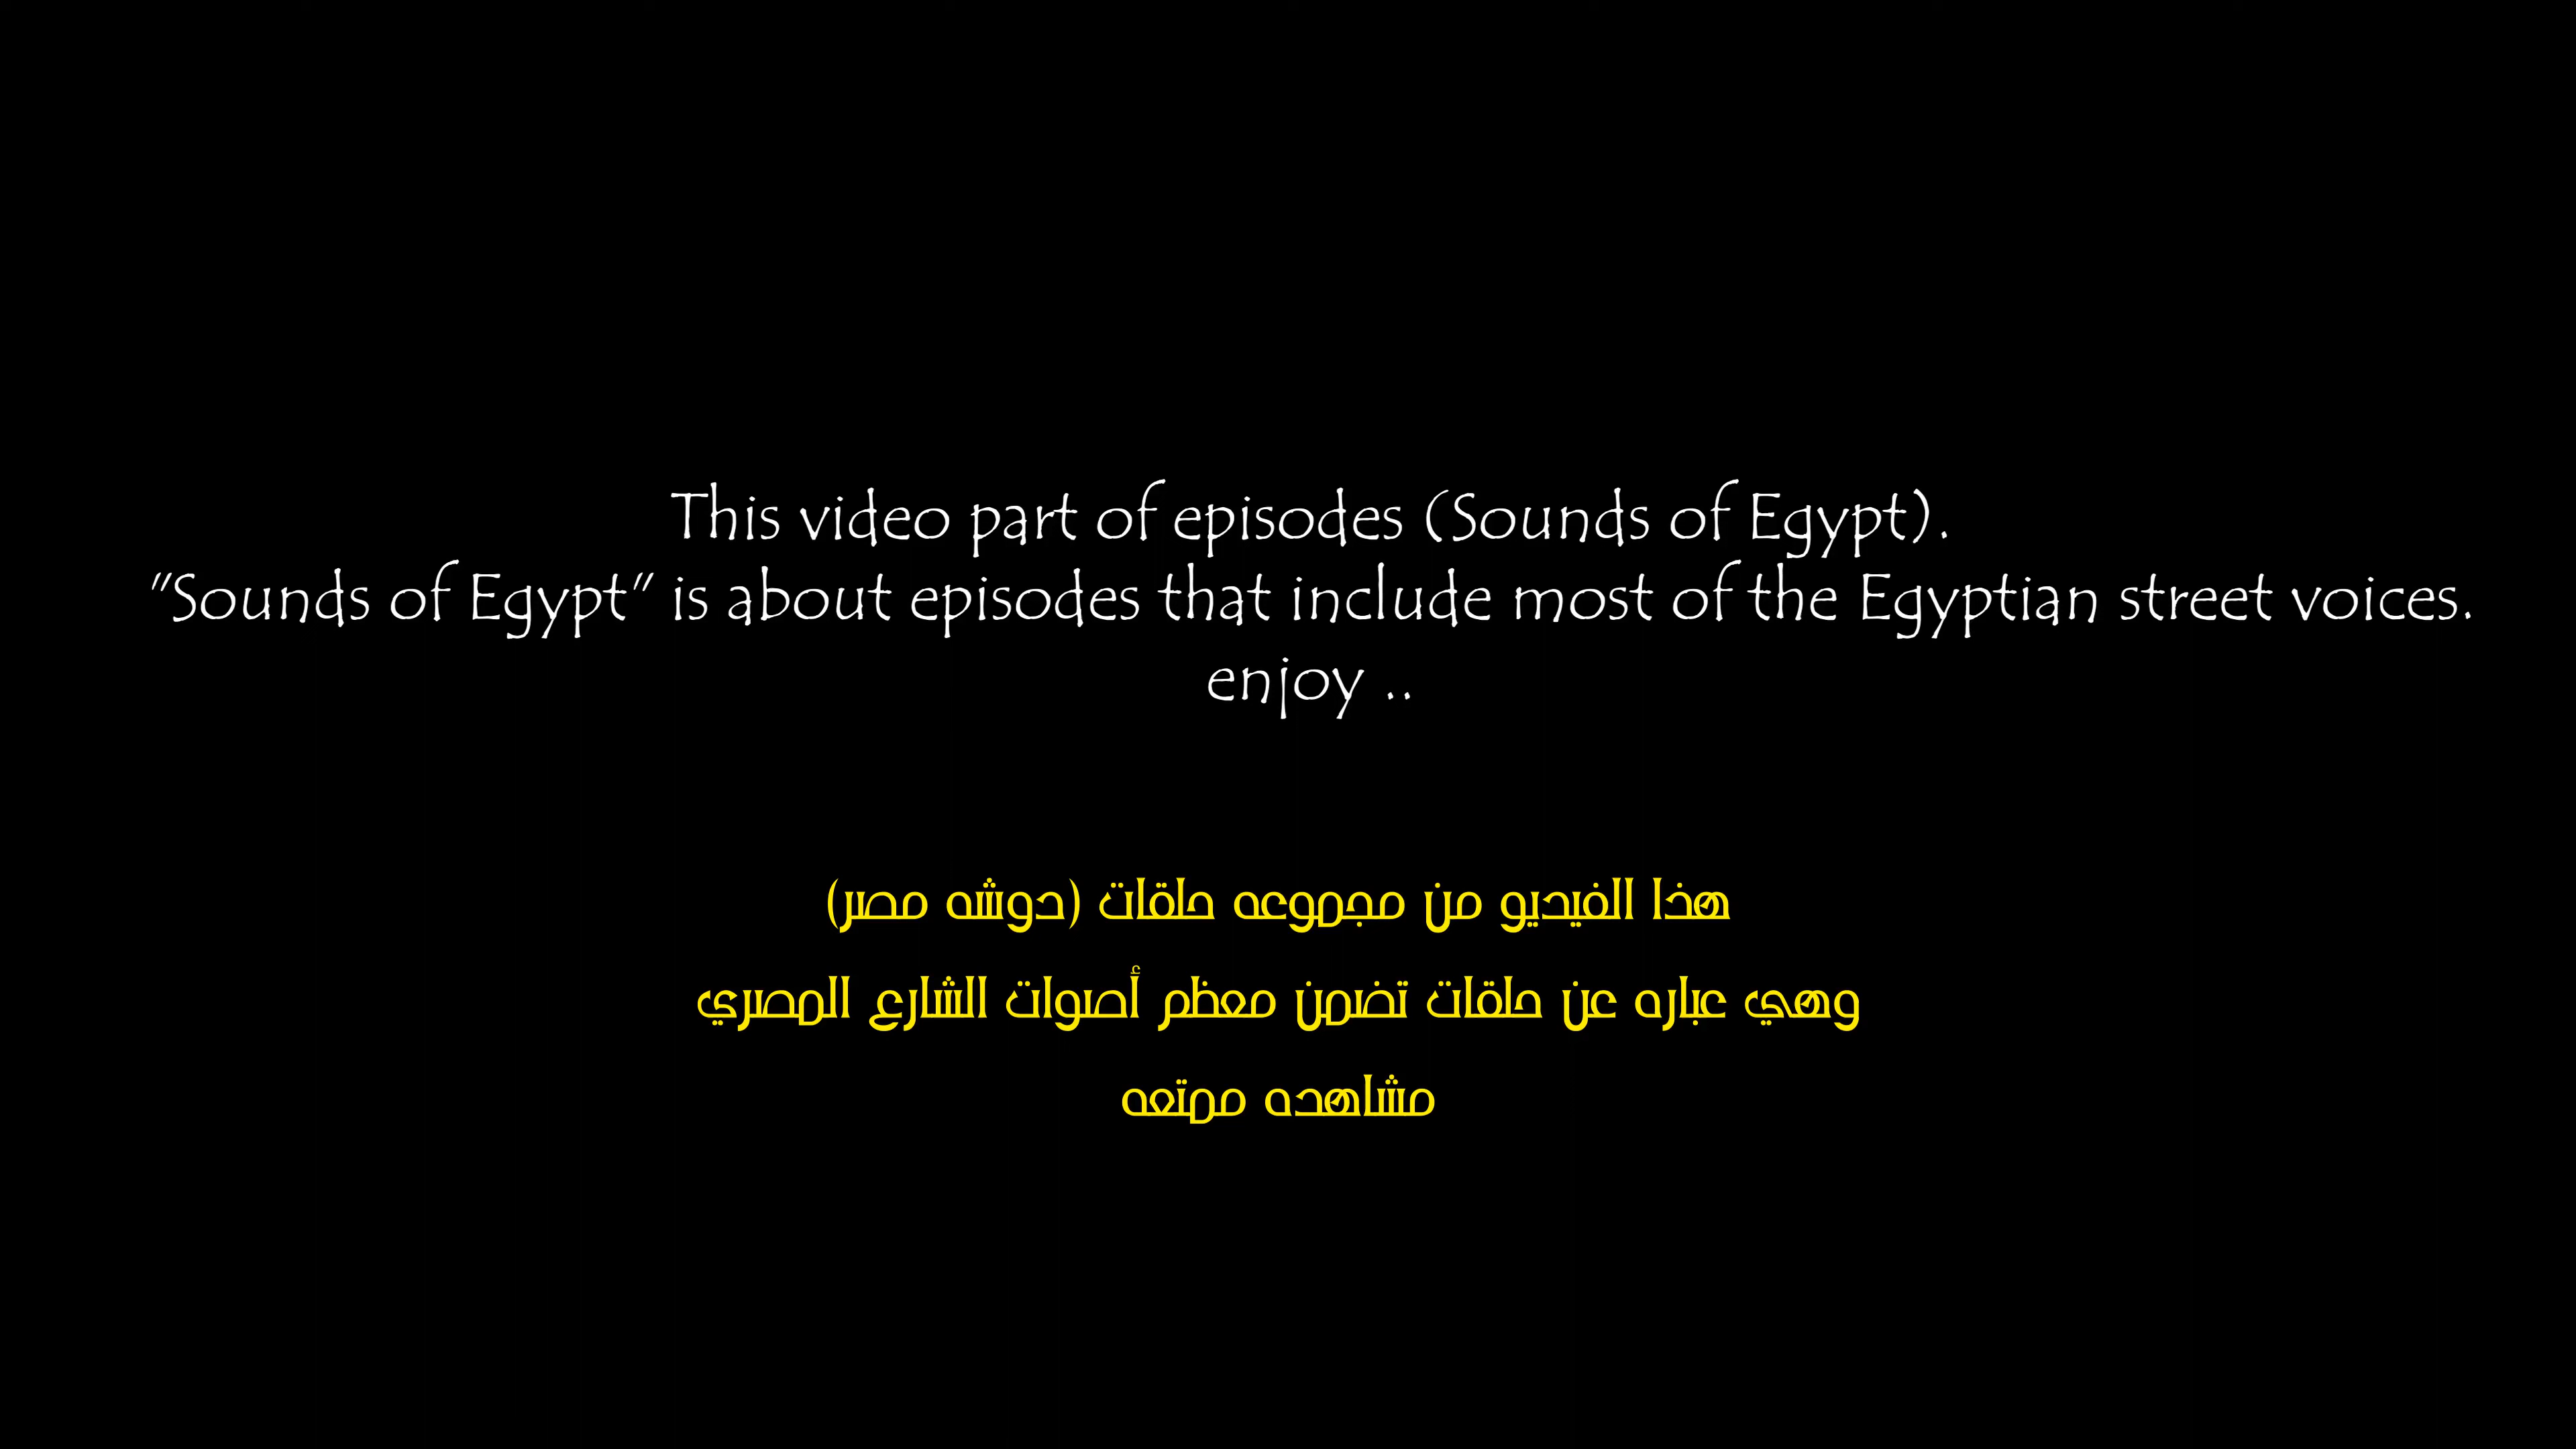 This video part of episodes (Sounds of Egypt).
"Sounds of Egypt" is about episodes that include most of the Egyptian street voices.
enjoy ..
هذا الفيديو من مجموعه حلقات (دوشه مصر)
وهي عباره عن حلقات تضمن معظم أصوات الشارع المصري
مشاهده ممتعه